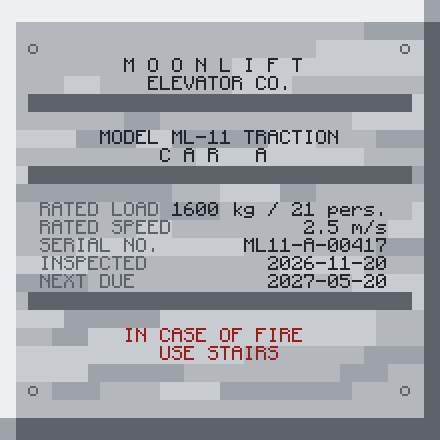 MOONLIFT
ELEVATOR CO.
MODEL ML-11 TRACTION
CAR A
RATED LOAD 1600 kg / 21 pers.
RATED SPEED 2.5 m/s
SERIAL NO. ML11-A-00417
INSPECTED 2026-11-20
NEXT DUE 2027-05-20
IN CASE OF FIRE
USE STAIRS